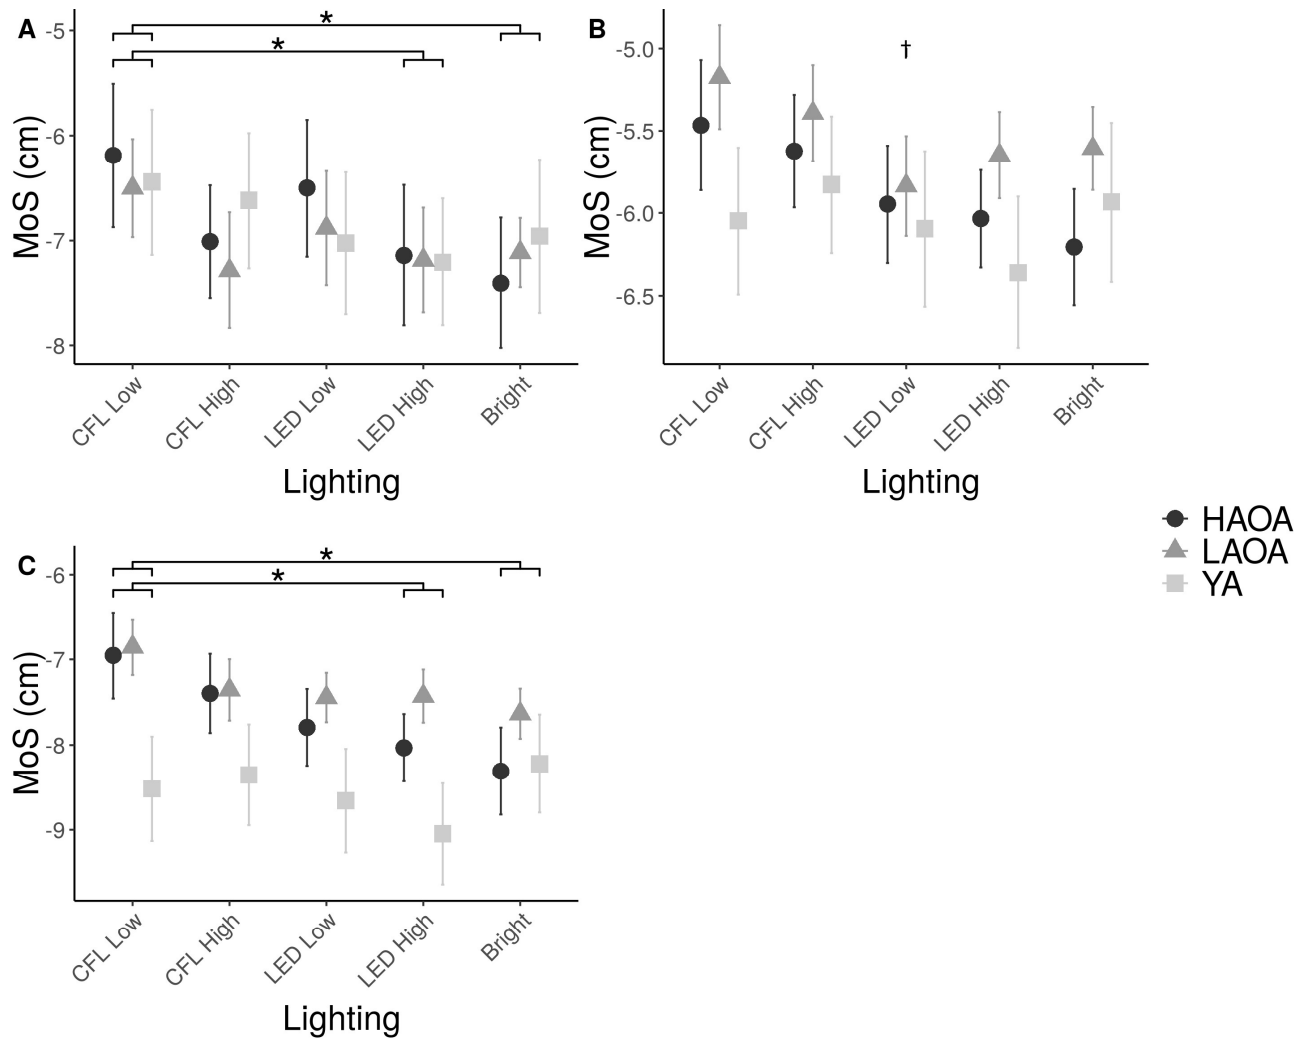 A
-5
-6
-7
-8
MoS (cm)
*
*
CFL Low
CFL High
LED Low
LED High
Bright
Lighting
B
-5.0
-5.5
-6.0
-6.5
MoS (cm)
†
CFL Low
CFL High
LED Low
LED High
Bright
Lighting
C
-6
-7
-8
-9
MoS (cm)
*
*
CFL Low
CFL High
LED Low
LED High
Bright
Lighting
HAOA
LAOA
YA